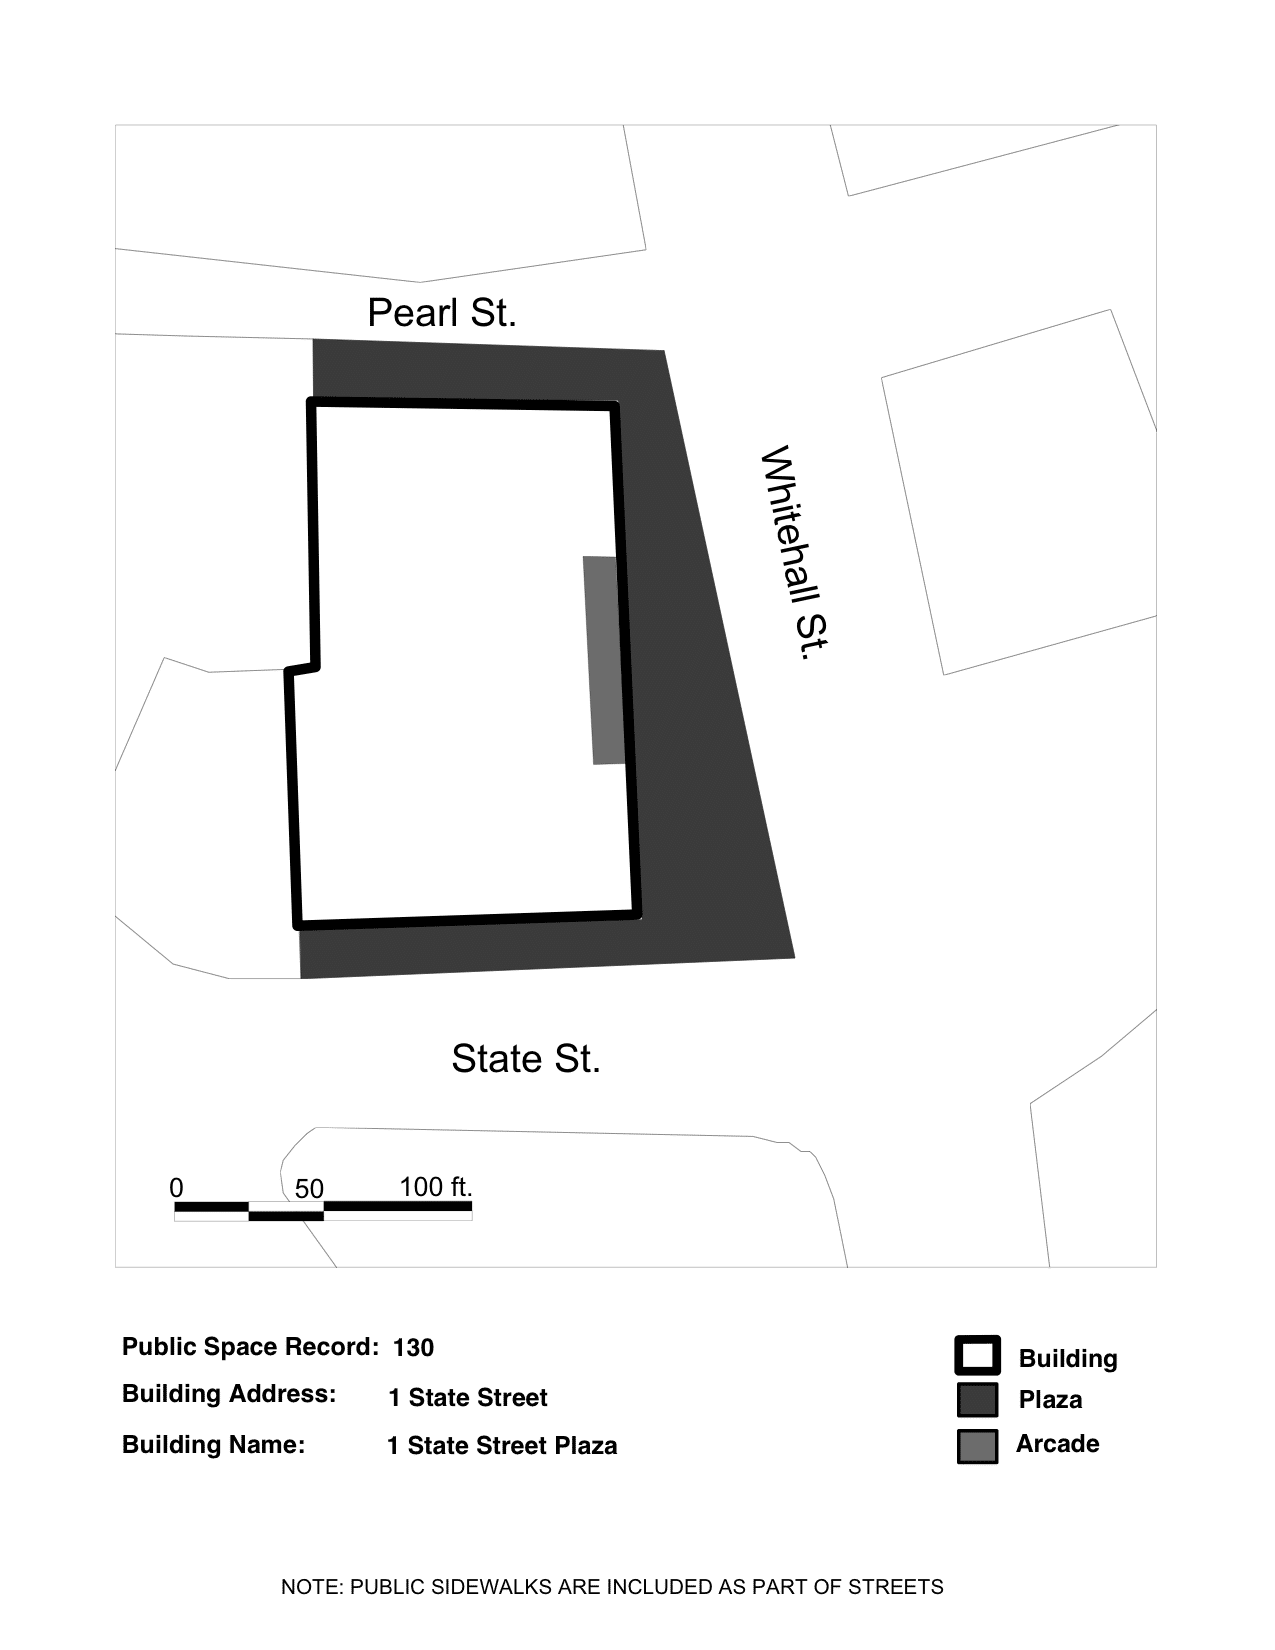 Pearl St.
Whitehall St.
State St.
0 50 100 ft.
Public Space Record: 130
Building Address: 1 State Street
Building Name: 1 State Street Plaza
Building
Plaza
Arcade
NOTE: PUBLIC SIDEWALKS ARE INCLUDED AS PART OF STREETS